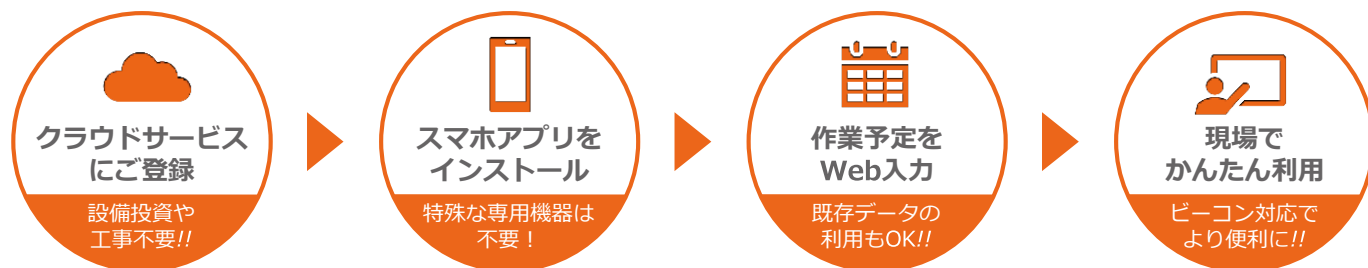 クラウドサービス
にご登録
設備投資や
工事不要!!
スマホアプリを
インストール
特殊な専用機器は
不要！
作業予定を
Web入力
既存データの
利用もOK!!
現場で
かんたん利用
ビーコン対応で
より便利に!!